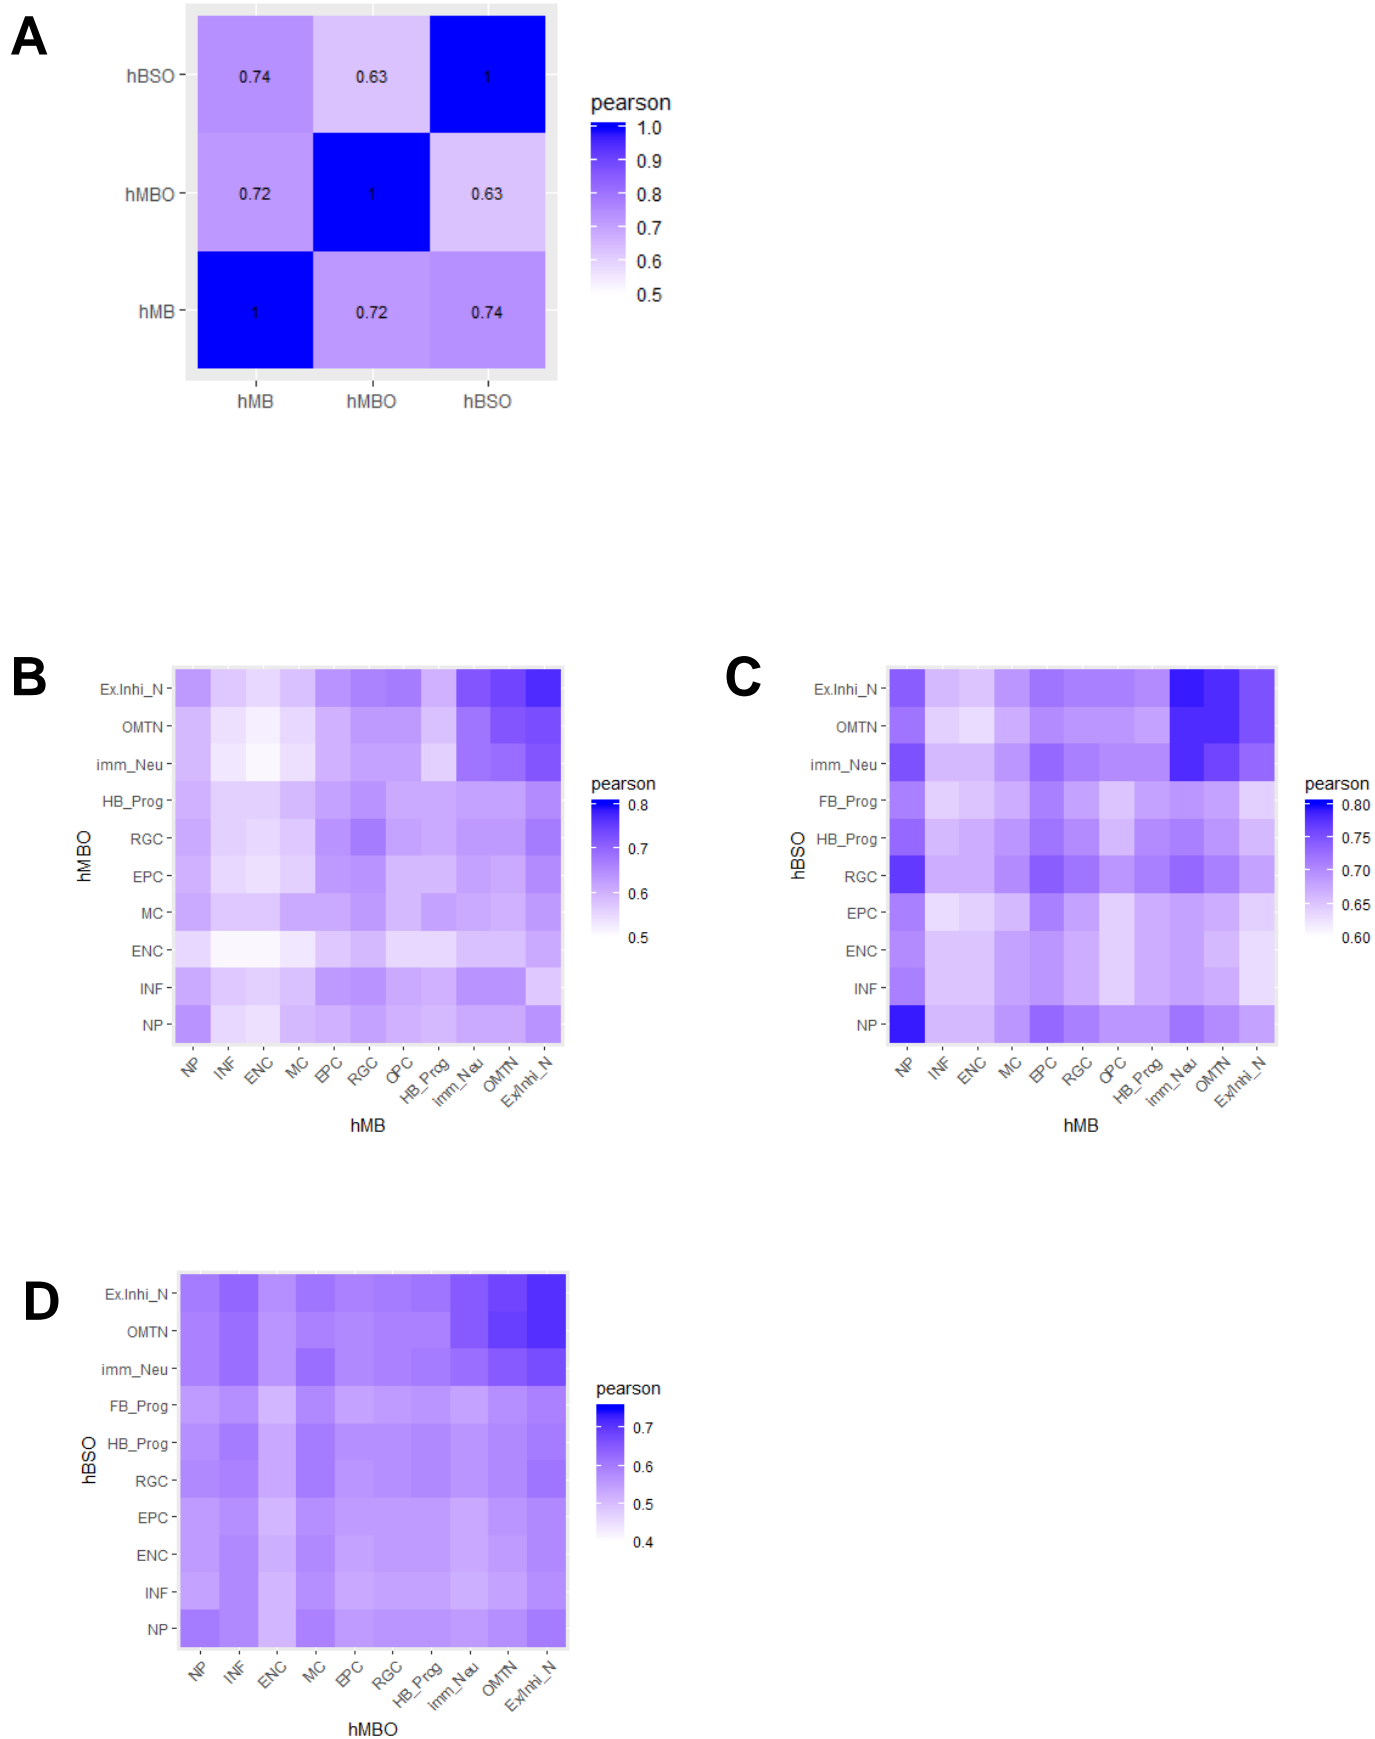 A
hBSO
0.74
0.63
1
hMBO
0.72
1
0.63
hMB
1
0.72
0.74
hMB
hMBO
hBSO
pearson
1.0
0.9
0.8
0.7
0.6
0.5
B
hMBO
Ex.Inhi_N
OMTN
imm_Neu
HB_Prog
RGC
EPC
MC
ENC
INF
NP
NP
INF
ENC
MC
EPC
RGC
OPC
HB_Prog
imm_Neu
OMTN
Ex/Inhi_N
hMB
pearson
0.8
0.7
0.6
0.5
C
hBSO
Ex.Inhi_N
OMTN
imm_Neu
FB_Prog
HB_Prog
RGC
EPC
ENC
INF
NP
NP
INF
ENC
MC
EPC
RGC
OPC
HB_Prog
imm_Neu
OMTN
Ex/Inhi_N
hMB
pearson
0.80
0.75
0.70
0.65
0.60
D
hBSO
Ex.Inhi_N
OMTN
imm_Neu
FB_Prog
HB_Prog
RGC
EPC
ENC
INF
NP
NP
INF
ENC
MC
EPC
RGC
HB_Prog
imm_Neu
OMTN
Ex/Inhi_N
hMBO
pearson
0.7
0.6
0.5
0.4